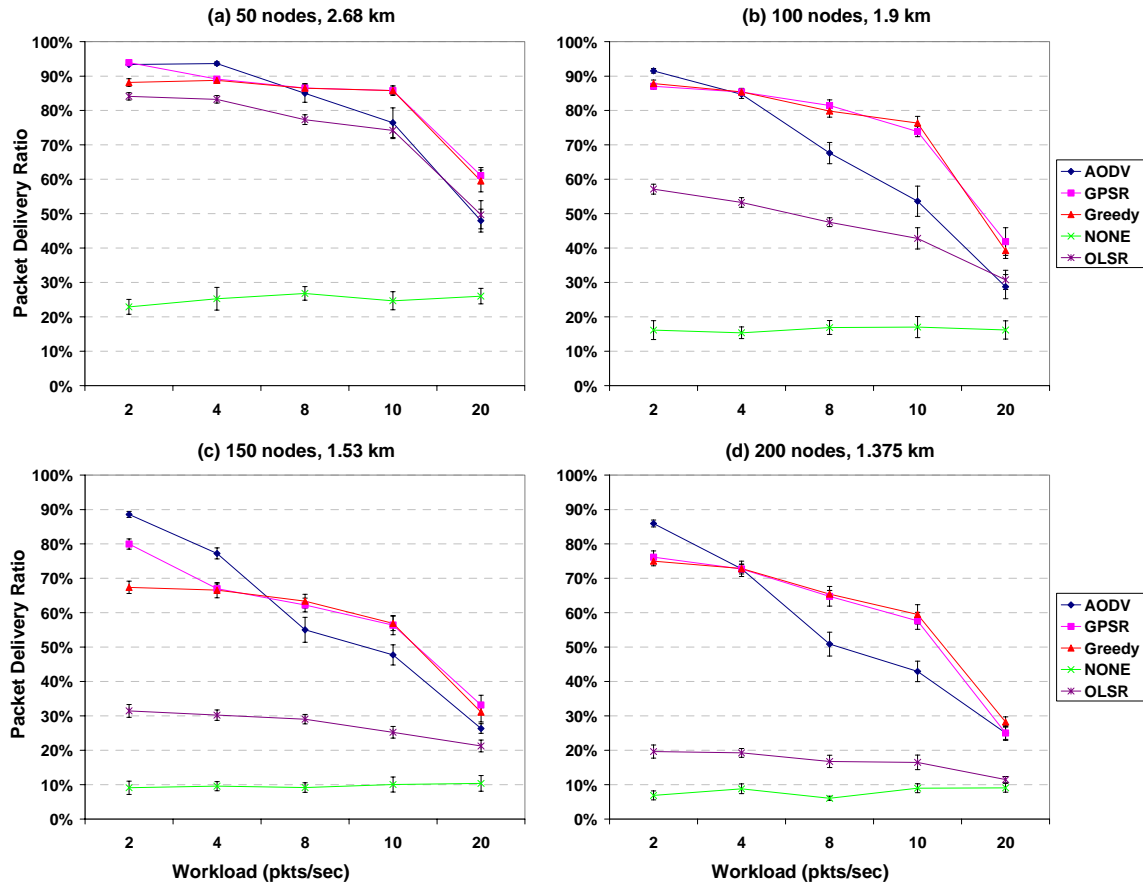 (a) 50 nodes, 2.68 km
Packet Delivery Ratio
100%
90%
80%
70%
60%
50%
40%
30%
20%
10%
0%
2 4 8 10 20
(b) 100 nodes, 1.9 km
100%
90%
80%
70%
60%
50%
40%
30%
20%
10%
0%
2 4 8 10 20
AODV
GPSR
Greedy
NONE
OLSR
(c) 150 nodes, 1.53 km
Packet Delivery Ratio
100%
90%
80%
70%
60%
50%
40%
30%
20%
10%
0%
2 4 8 10 20
Workload (pkts/sec)
(d) 200 nodes, 1.375 km
100%
90%
80%
70%
60%
50%
40%
30%
20%
10%
0%
2 4 8 10 20
Workload (pkts/sec)
AODV
GPSR
Greedy
NONE
OLSR